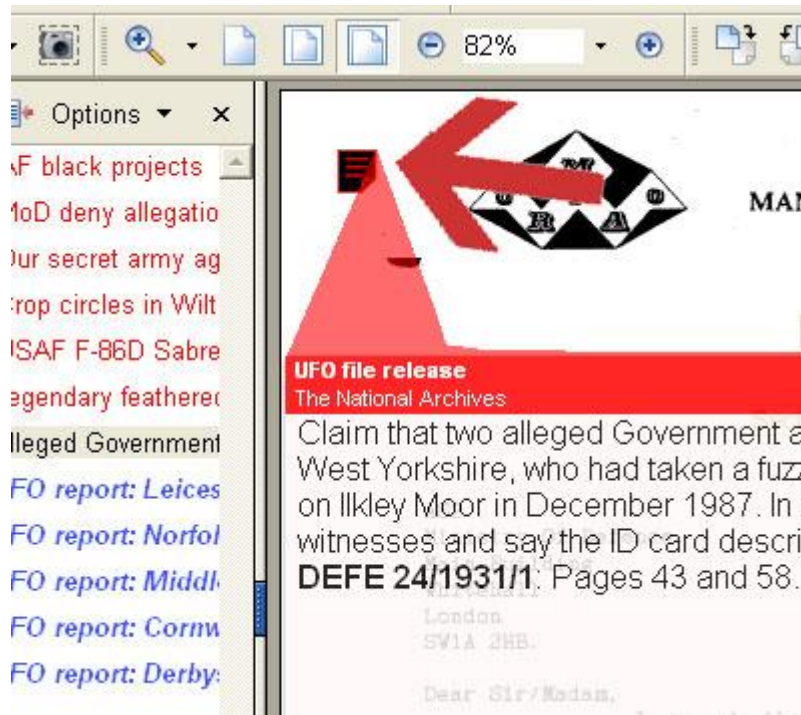 82%
Options
AF black projects
MoD deny allegatio
Our secret army ag
Crop circles in Wilt
USAF F-86D Sabre
egendary feathered
lleged Government
FO report: Leices
FO report: Norfol
FO report: Middl
FO report: Cornw
FO report: Derbys
M U F O R A
MAN
UFO file release
The National Archives
Claim that two alleged Government a
West Yorkshire, who had taken a fuzz
on Ilkley Moor in December 1987. In
witnesses and say the ID card descri
DEFE 24/1931/1: Pages 43 and 58.
Whitehall
London
SW1A 2HB.
Dear Sir/Madam,